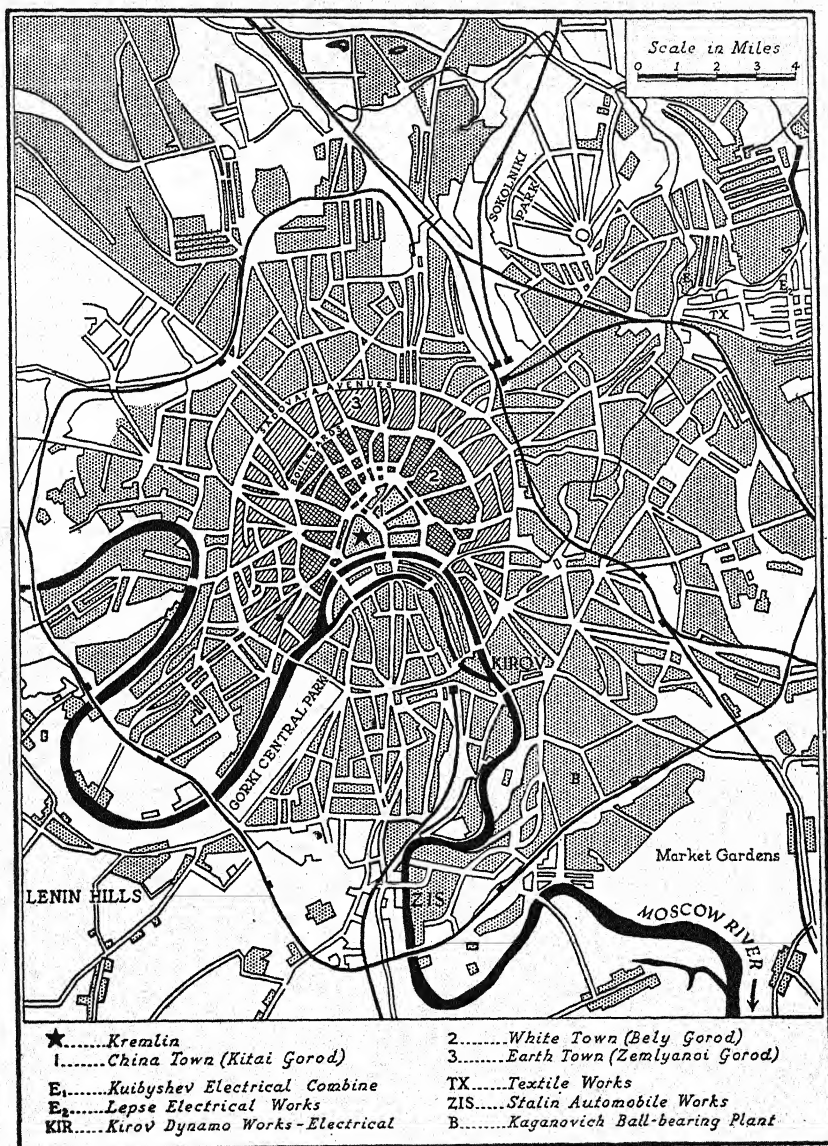 Scale in Miles
0 1 2 3 4
SOKOLNIKI
PARK
TX
SADOVAYA AVENUES
3
BOULEVARDS
2
KIROV
GORKI CENTRAL PARK
B
Market Gardens
LENIN HILLS
ZIS
MOSCOW RIVER
★.......Kremlin
1.......China Town (Kitai Gorod)
E₁......Kuibyshev Electrical Combine
E₂......Lepse Electrical Works
KIR.....Kirov Dynamo Works-Electrical
2........White Town (Bely Gorod)
3........Earth Town (Zemlyanoi Gorod)
TX.....Textile Works
ZIS.....Stalin Automobile Works
B........Kaganovich Ball-bearing Plant